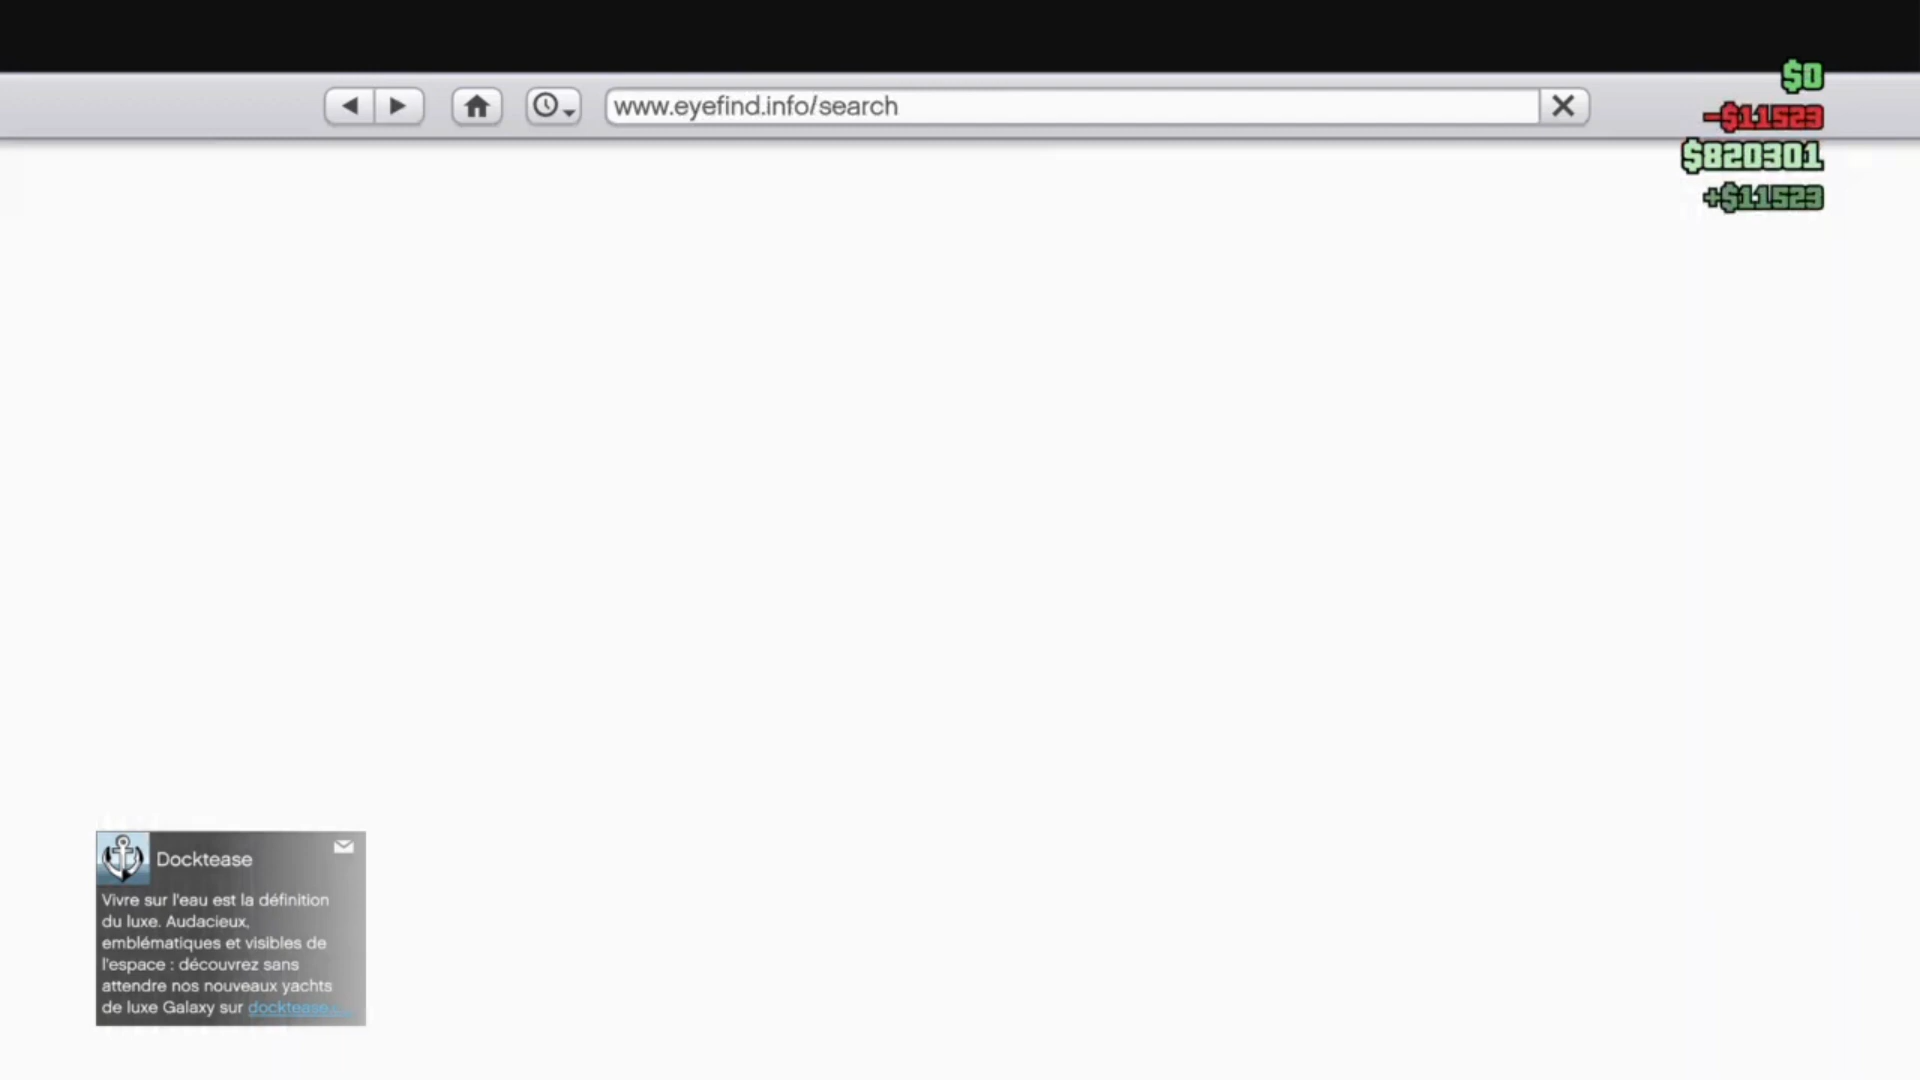 www.eyefind.info/search
$0
-$11523
$820301
+$11523
Docktease
Vivre sur l'eau est la définition
du luxe. Audacieux,
emblématiques et visibles de
l'espace : découvrez sans
attendre nos nouveaux yachts
de luxe Galaxy sur docktease...